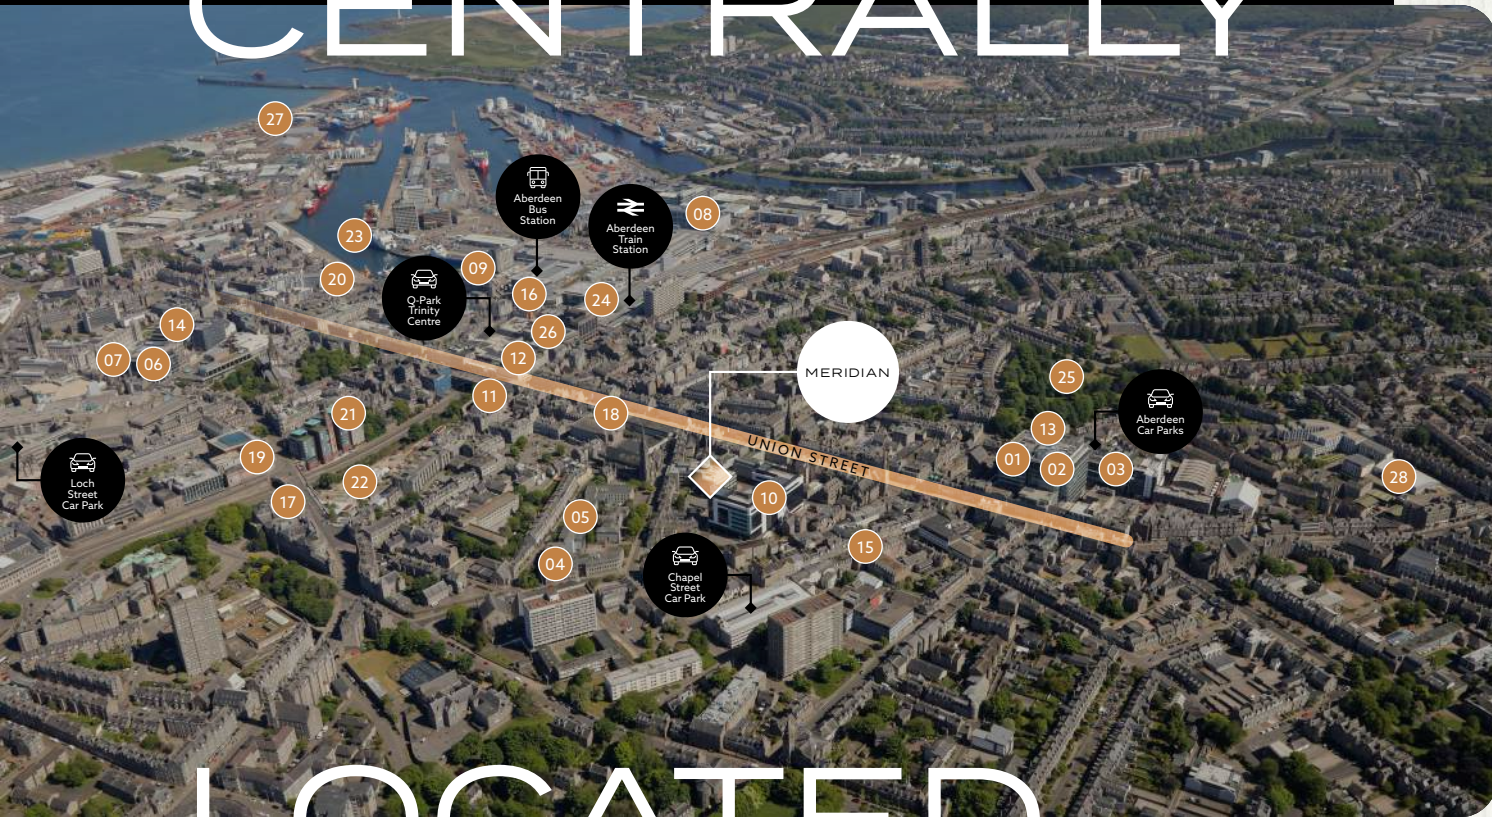 CENTRALLY
27
Aberdeen
Bus
Station
Aberdeen
Train
Station
08
23
09
20
16
24
Q-Park
Trinity
Centre
14
26
07
06
12
MERIDIAN
25
11
18
21
Aberdeen
Car Parks
13
UNION STREET
19
01
02
03
28
Loch
Street
Car Park
22
17
10
05
15
04
Chapel
Street
Car Park
LOCATED